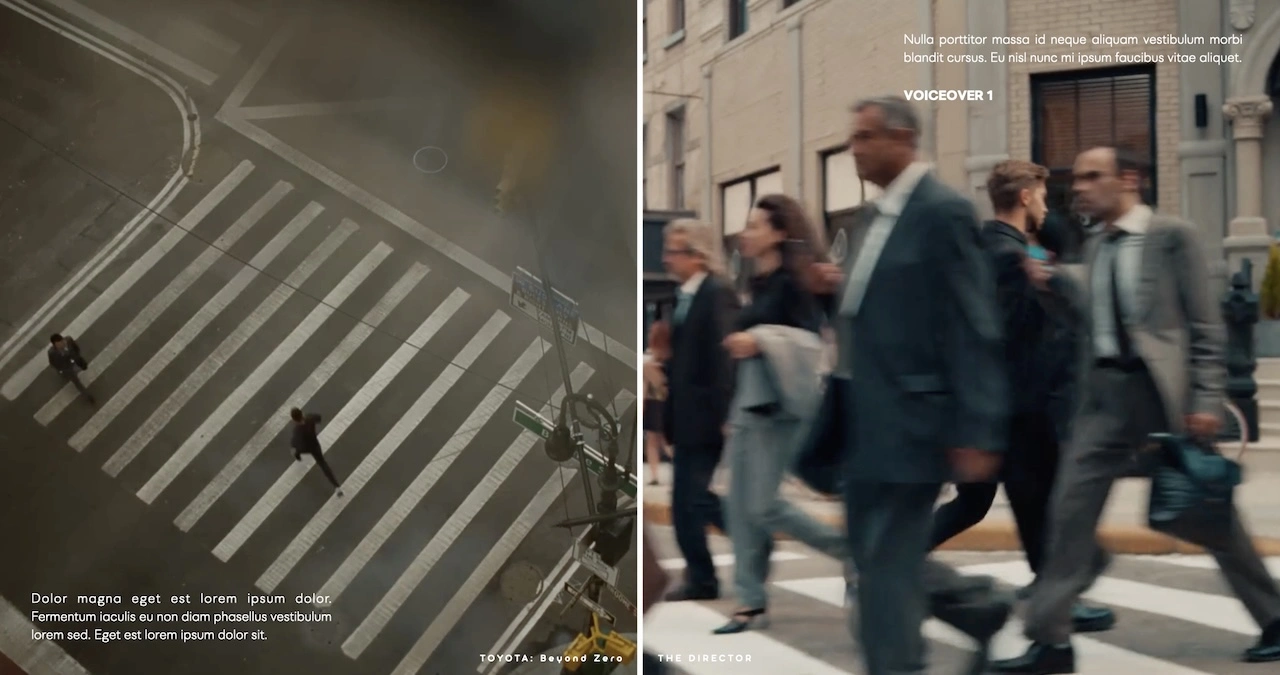 Dolor magna eget est lorem ipsum dolor.
Fermentum iaculis eu non diam phasellus vestibulum
lorem sed. Eget est lorem ipsum dolor sit.
TOYOTA: Beyond Zero
Nulla porttitor massa id neque aliquam vestibulum morbi
blandit cursus. Eu nisl nunc mi ipsum faucibus vitae aliquet.
VOICEOVER 1
THE DIRECTOR